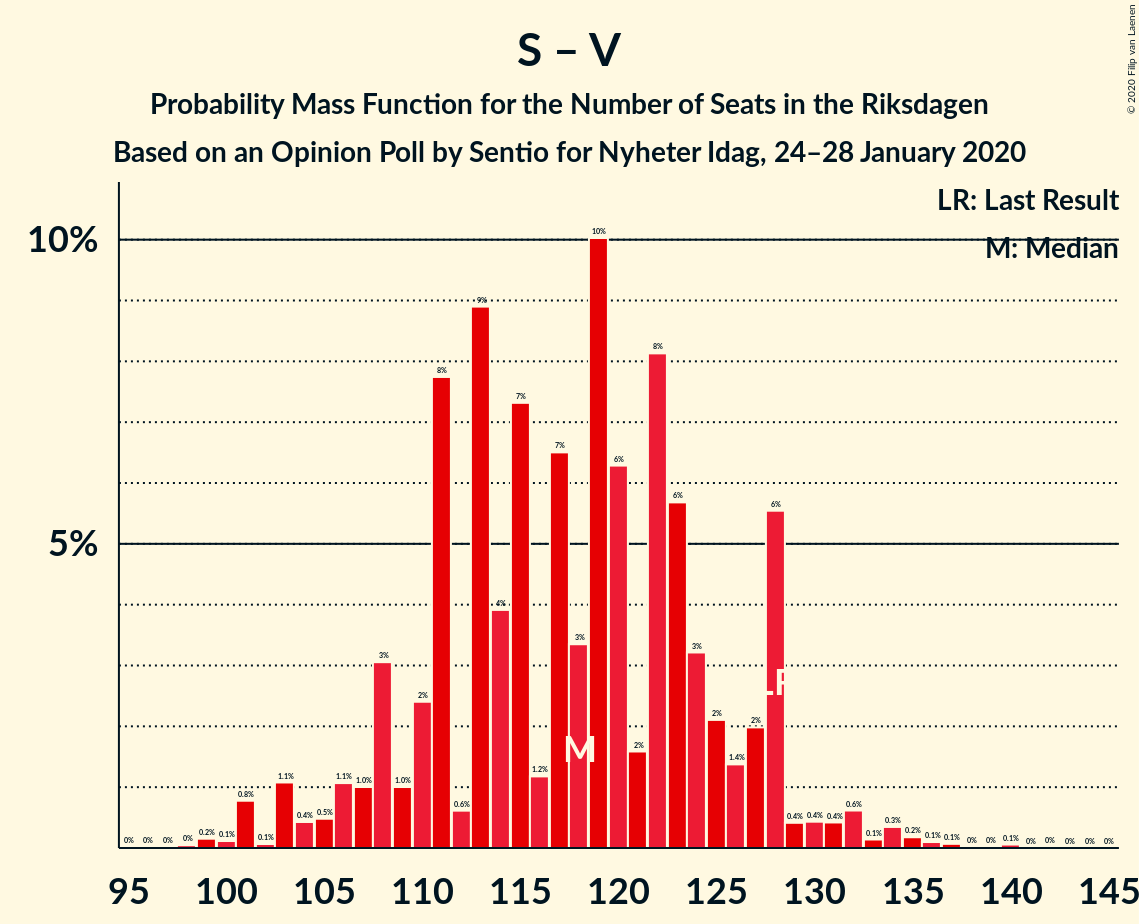 S – V
Probability Mass Function for the Number of Seats in the Riksdagen
Based on an Opinion Poll by Sentio for Nyheter Idag, 24–28 January 2020
© 2020 Filip van Laenen
LR: Last Result
M: Median
10%
5%
0% 0% 0% 0% 0.2% 0.1% 0.8% 0.1% 1.1% 0.4% 0.5% 1.1% 1.0% 3% 1.0% 2% 8% 0.6% 9% 4% 7% 1.2% 7% 3% 10% 6% 2% 8% 6% 3% 2% 1.4% 2% 6% 0.4% 0.4% 0.4% 0.6% 0.1% 0.3% 0.2% 0.1% 0.1% 0% 0% 0.1% 0% 0% 0% 0% 0%
M
LR
95 100 105 110 115 120 125 130 135 140 145